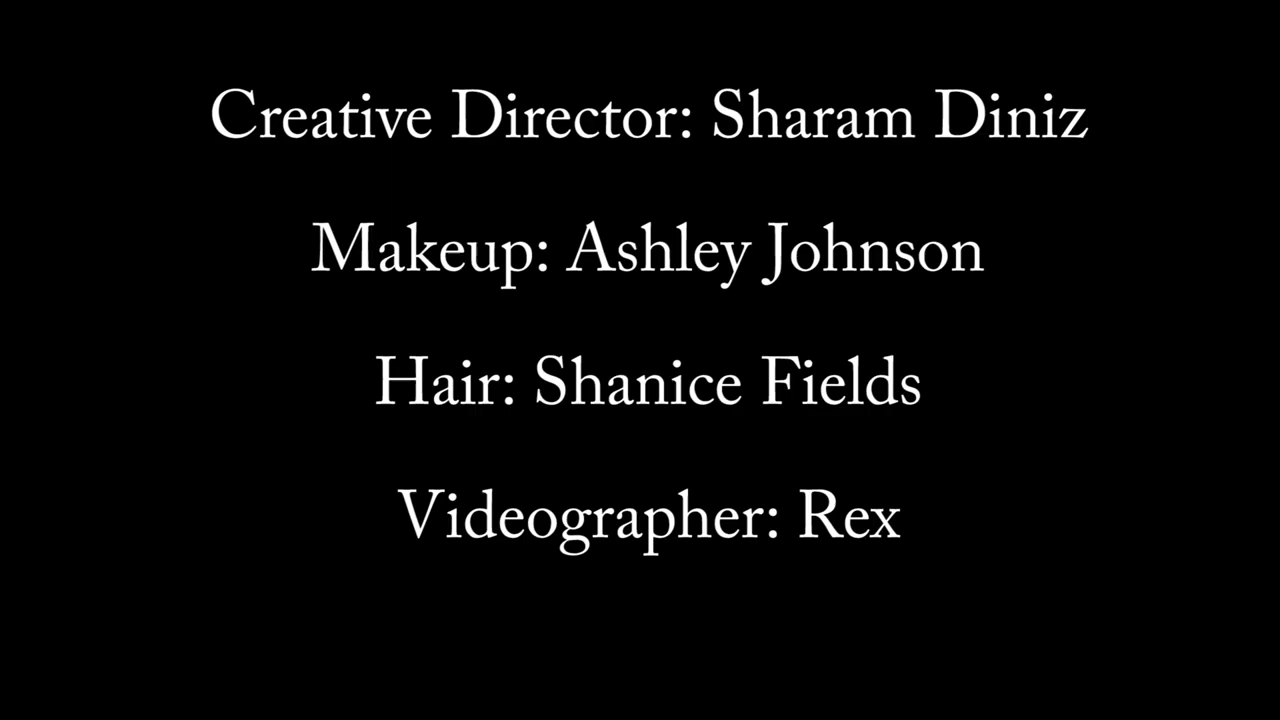 Creative Director: Sharam Diniz
Makeup: Ashley Johnson
Hair: Shanice Fields
Videographer: Rex